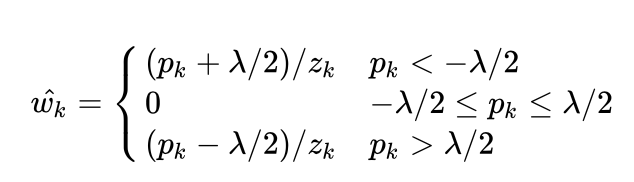 (p_k + λ/2)/z_k   p_k < −λ/2
ŵ_k = { 0   −λ/2 ≤ p_k ≤ λ/2
(p_k − λ/2)/z_k   p_k > λ/2